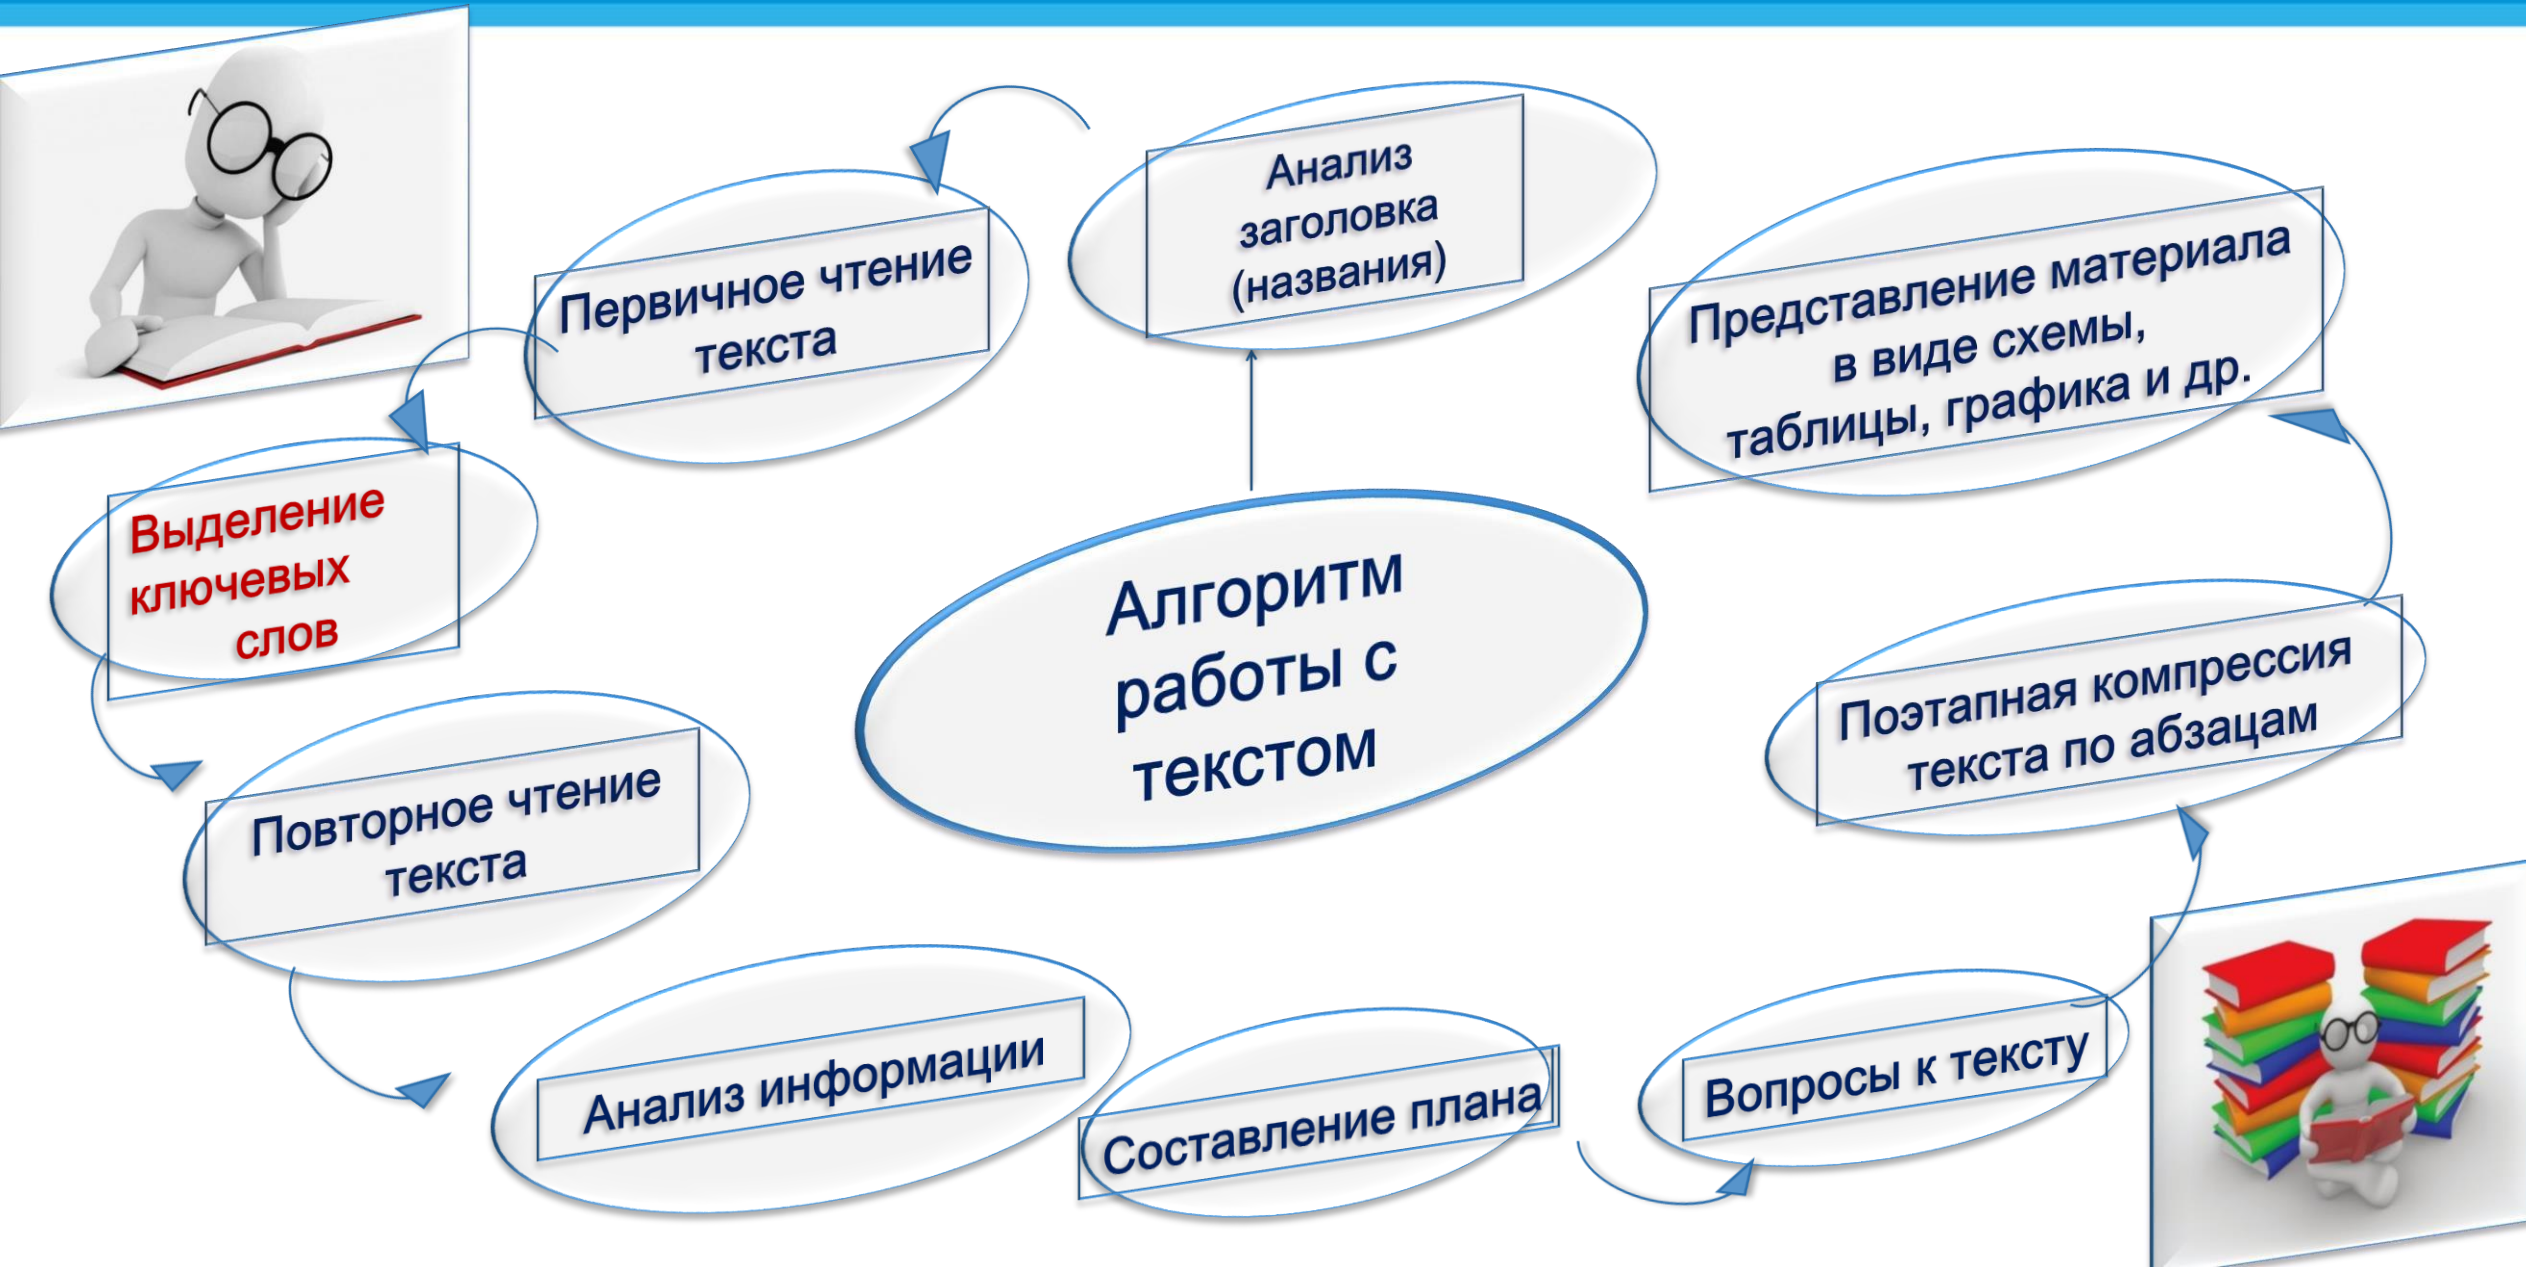 Алгоритм
работы с
текстом
Анализ
заголовка
(названия)
Первичное чтение
текста
Выделение
ключевых
слов
Повторное чтение
текста
Анализ информации
Составление плана
Вопросы к тексту
Поэтапная компрессия
текста по абзацам
Представление материала
в виде схемы,
таблицы, графика и др.